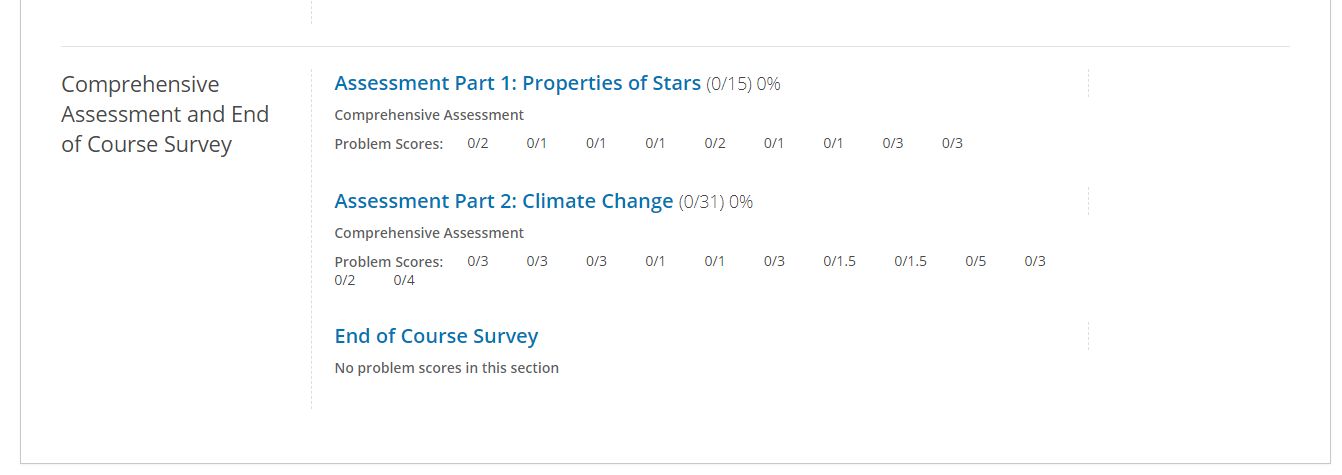 Comprehensive
Assessment and End
of Course Survey
Assessment Part 1: Properties of Stars (0/15) 0%
Comprehensive Assessment
Problem Scores: 0/2 0/1 0/1 0/1 0/2 0/1 0/1 0/3 0/3
Assessment Part 2: Climate Change (0/31) 0%
Comprehensive Assessment
Problem Scores: 0/3 0/3 0/3 0/1 0/1 0/3 0/1.5 0/1.5 0/5 0/3
0/2 0/4
End of Course Survey
No problem scores in this section